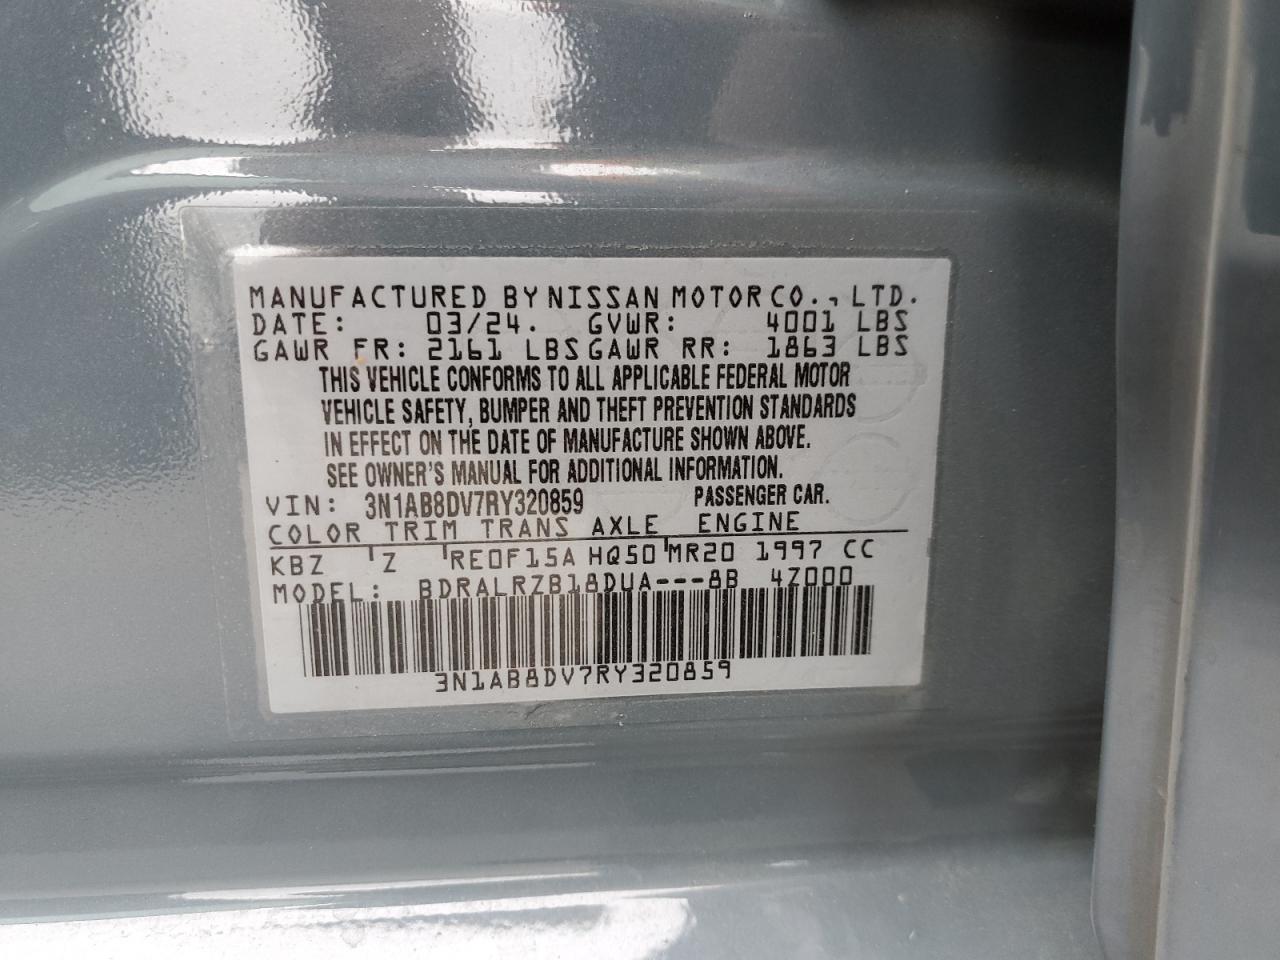 MANUFACTURED BY NISSAN MOTOR CO., LTD.
DATE: 03/24. GVWR: 4001 LBS
GAWR FR: 2161 LBS GAWR RR: 1863 LBS
THIS VEHICLE CONFORMS TO ALL APPLICABLE FEDERAL MOTOR
VEHICLE SAFETY, BUMPER AND THEFT PREVENTION STANDARDS
IN EFFECT ON THE DATE OF MANUFACTURE SHOWN ABOVE.
SEE OWNER'S MANUAL FOR ADDITIONAL INFORMATION.
VIN: 3N1AB8DV7RY320859 PASSENGER CAR.
COLOR TRIM TRANS AXLE ENGINE
KBZ Z RE0F15A HQ50 MR20 1997 CC
MODEL: BDRALRZB18DUA---8B 4Z000
3N1AB8DV7RY320859